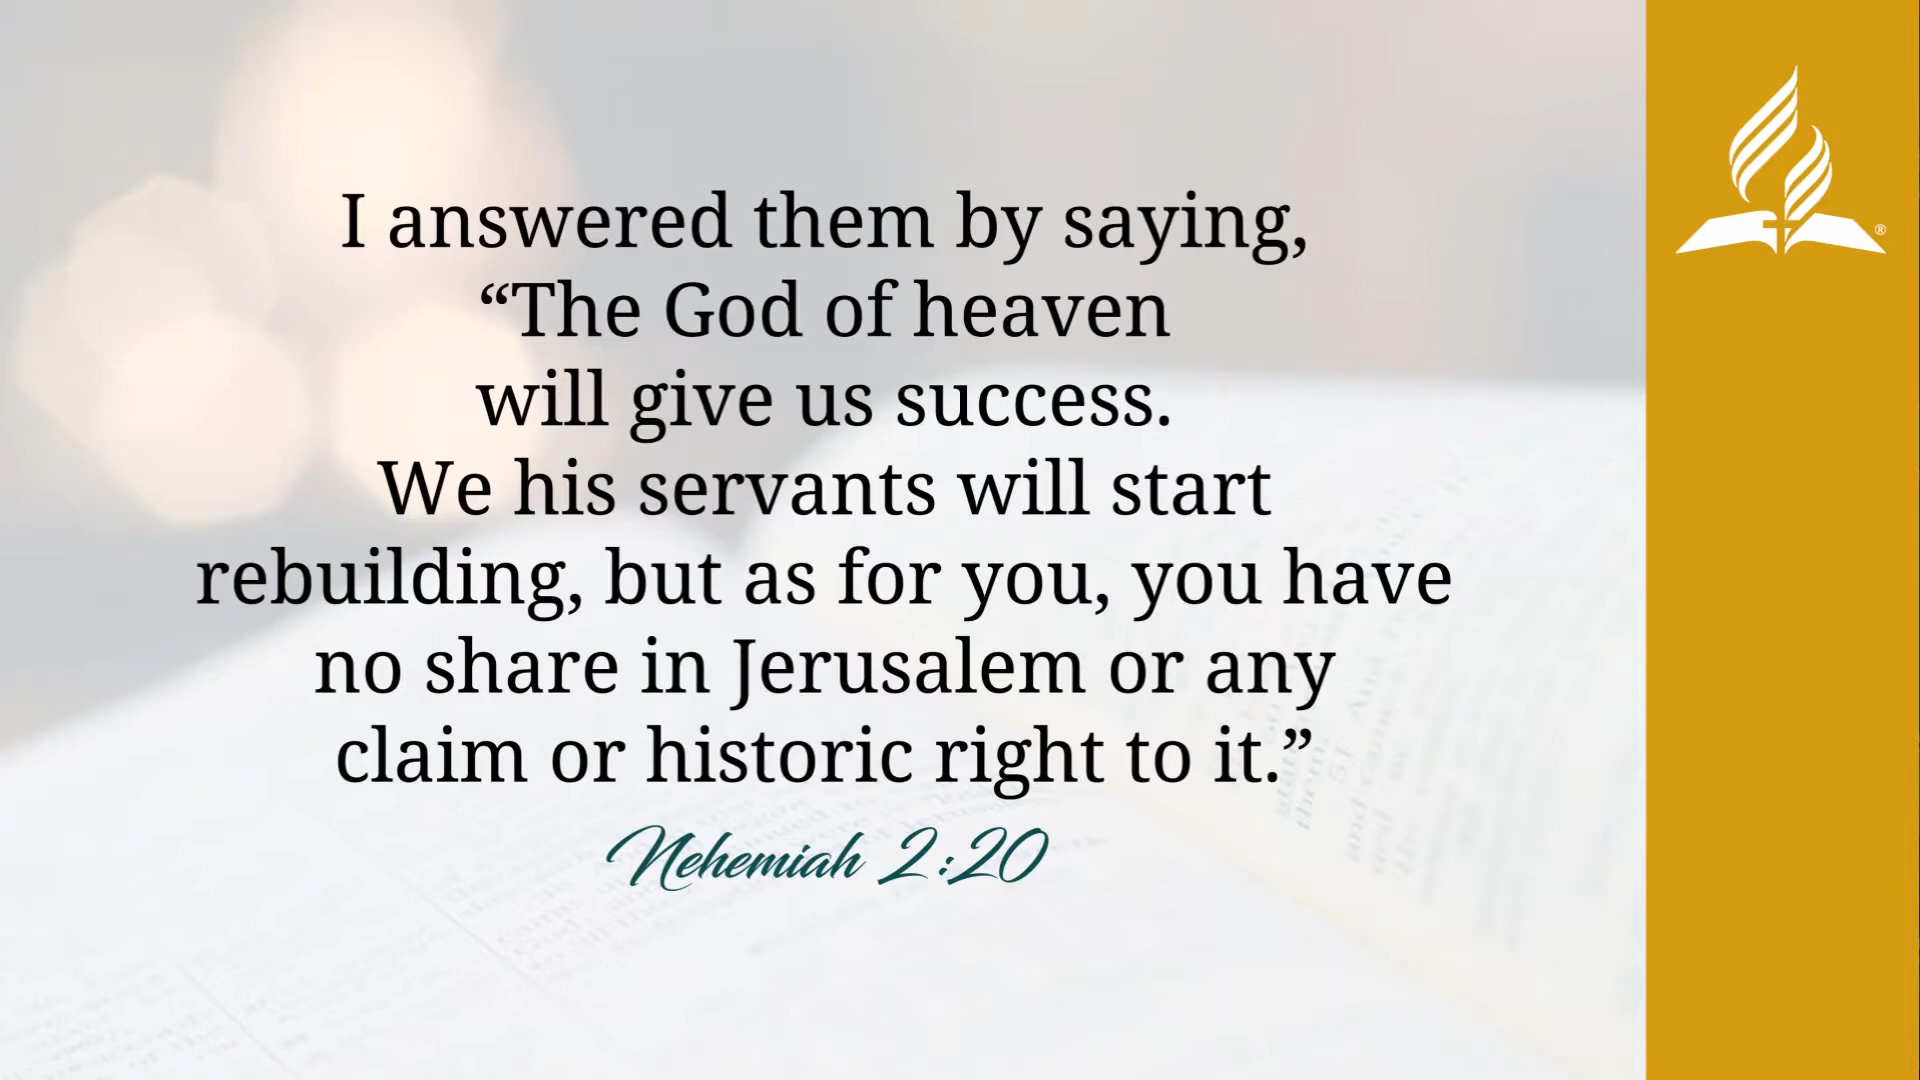 I answered them by saying,
“The God of heaven
will give us success.
We his servants will start
rebuilding, but as for you, you have
no share in Jerusalem or any
claim or historic right to it.”
Nehemiah 2:20
®